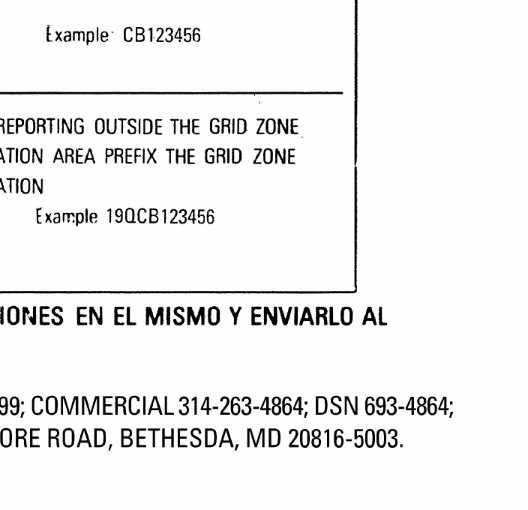 Example CB123456
REPORTING OUTSIDE THE GRID ZONE
ATION AREA PREFIX THE GRID ZONE
ATION
Example 19QCB123456
IONES EN EL MISMO Y ENVIARLO AL
99; COMMERCIAL 314-263-4864; DSN 693-4864;
ORE ROAD, BETHESDA, MD 20816-5003.